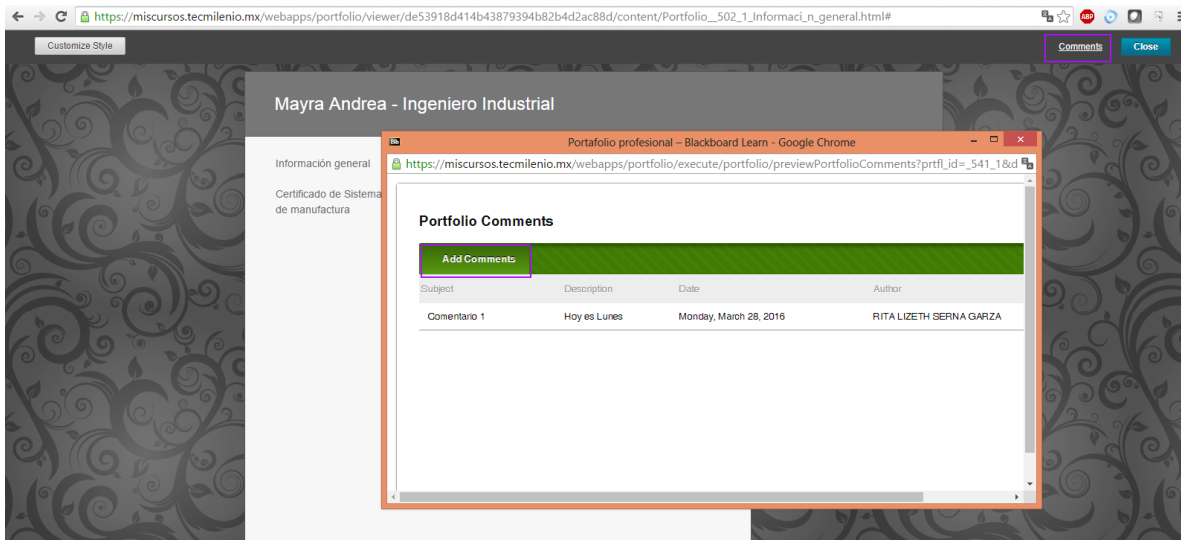 https://miscursos.tecmilenio.mx/webapps/portfolio/viewer/de53918d414b43879394b82b4d2ac88d/content/Portfolio__502_1_Informaci_n_general.html#
ABP
Customize Style
Comments
Close
Mayra Andrea - Ingeniero Industrial
Bb
Portafolio profesional – Blackboard Learn - Google Chrome
https://miscursos.tecmilenio.mx/webapps/portfolio/execute/portfolio/previewPortfolioComments?prtfl_id=_541_1&d
Información general
Certificado de Sistema
de manufactura
Portfolio Comments
Add Comments
Subject Description Date Author
Comentario 1 Hoy es Lunes Monday, March 28, 2016 RITA LIZETH SERNA GARZA